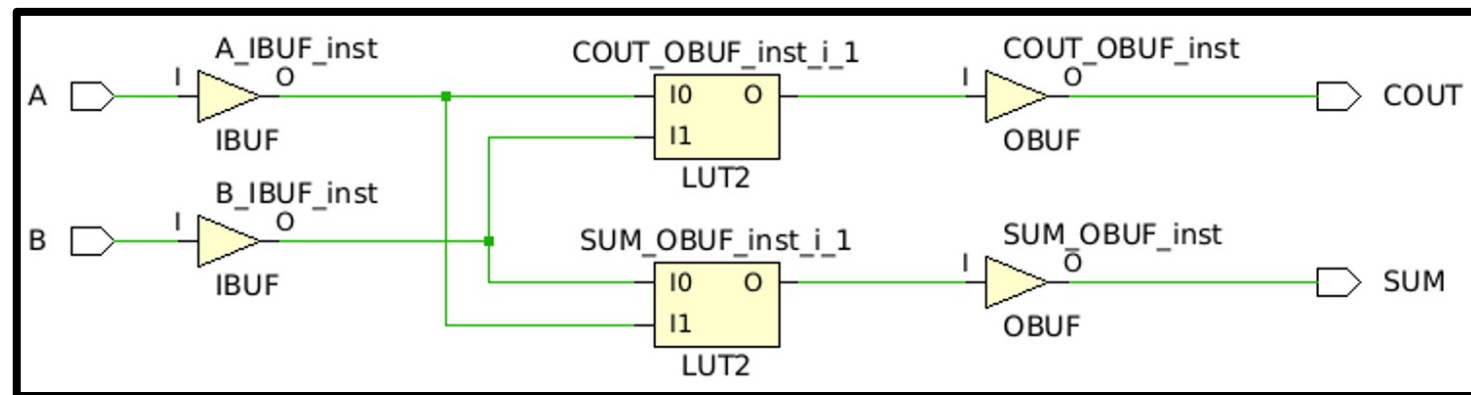 A_IBUF_inst
COUT_OBUF_inst_i_1
COUT_OBUF_inst
A
I
O
I0
O
I
O
COUT
IBUF
I1
OBUF
LUT2
B_IBUF_inst
B
I
O
SUM_OBUF_inst_i_1
SUM_OBUF_inst
IBUF
I0
O
I
O
SUM
I1
OBUF
LUT2